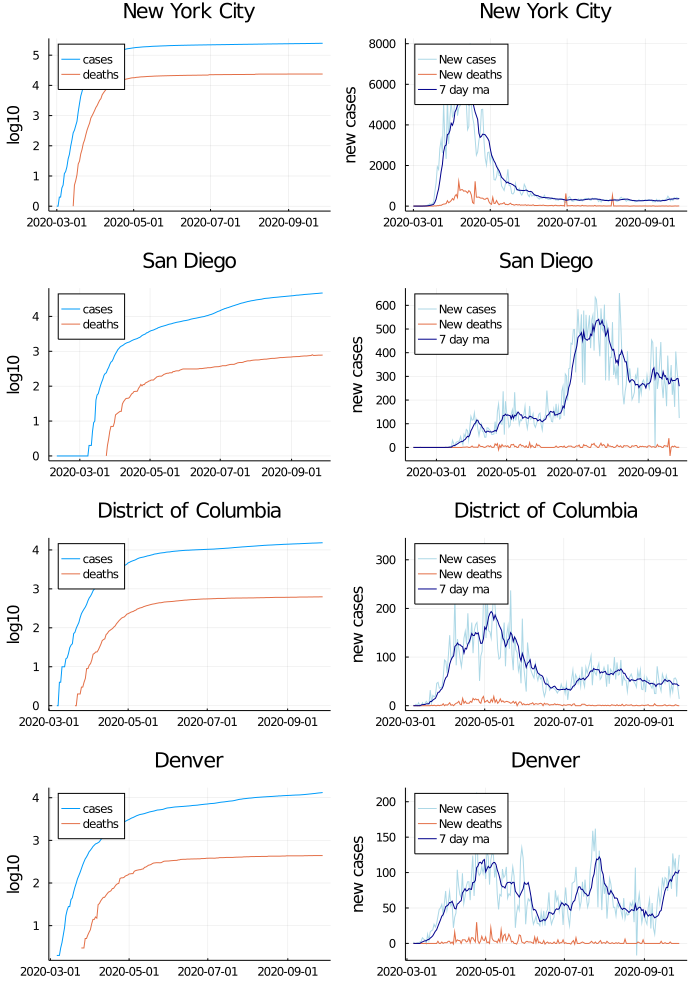 New York City
New York City
log10
5
4
3
2
1
0
cases
deaths
2020-03-01 2020-05-01 2020-07-01 2020-09-01
new cases
8000
6000
4000
2000
0
New cases
New deaths
7 day ma
2020-03-01 2020-05-01 2020-07-01 2020-09-01
San Diego
San Diego
log10
4
3
2
1
0
cases
deaths
2020-03-01 2020-05-01 2020-07-01 2020-09-01
new cases
600
500
400
300
200
100
0
New cases
New deaths
7 day ma
2020-03-01 2020-05-01 2020-07-01 2020-09-01
District of Columbia
District of Columbia
log10
4
3
2
1
0
cases
deaths
2020-03-01 2020-05-01 2020-07-01 2020-09-01
new cases
300
200
100
0
New cases
New deaths
7 day ma
2020-03-01 2020-05-01 2020-07-01 2020-09-01
Denver
Denver
log10
4
3
2
1
cases
deaths
2020-03-01 2020-05-01 2020-07-01 2020-09-01
new cases
200
150
100
50
0
New cases
New deaths
7 day ma
2020-03-01 2020-05-01 2020-07-01 2020-09-01